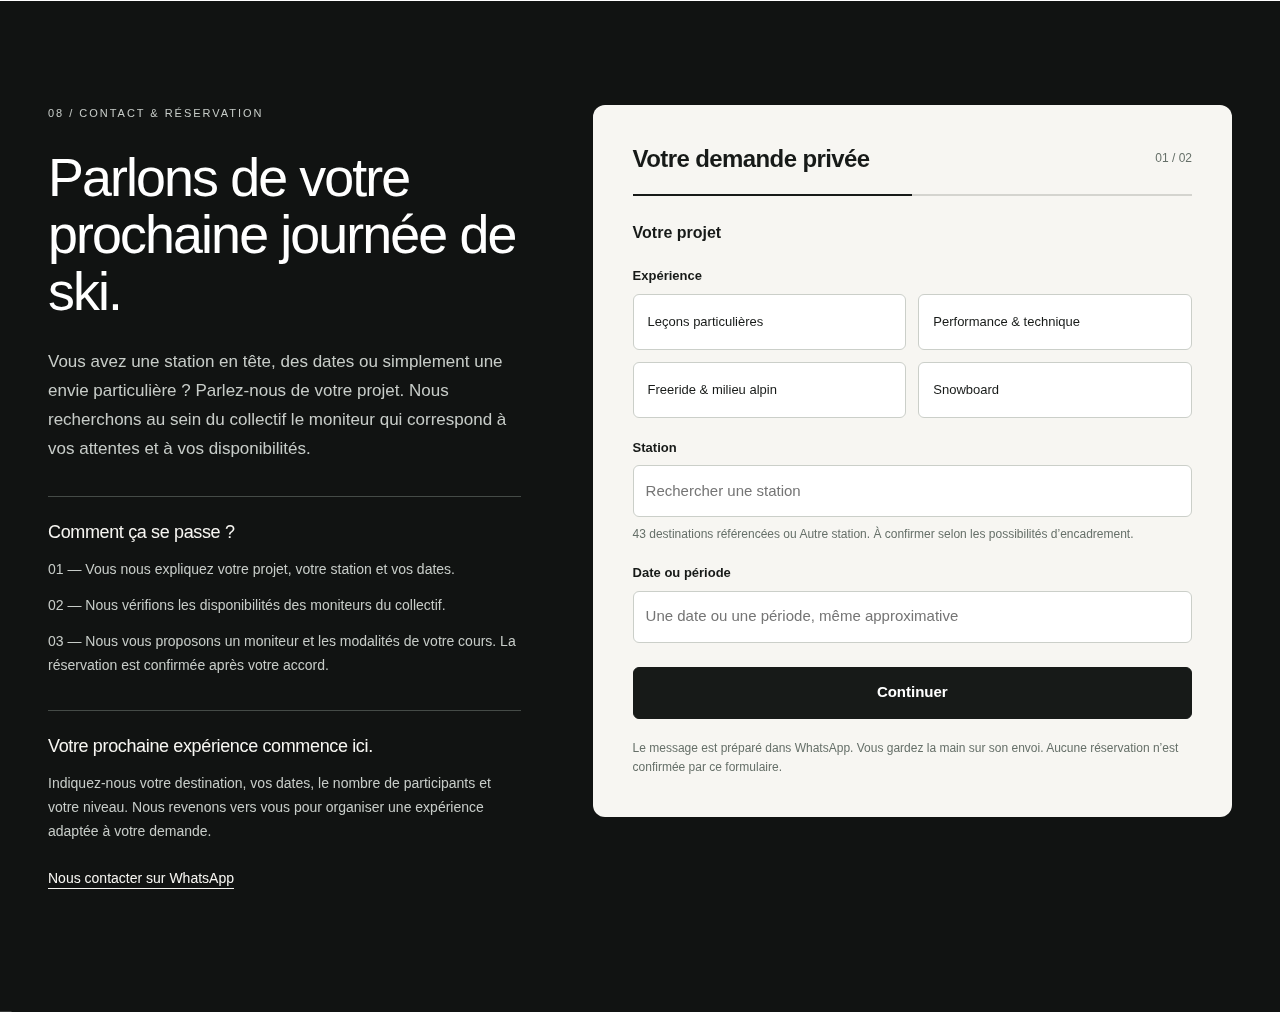 08 / CONTACT & RÉSERVATION
Parlons de votre
prochaine journée de
ski.
Vous avez une station en tête, des dates ou simplement une
envie particulière ? Parlez-nous de votre projet. Nous
recherchons au sein du collectif le moniteur qui correspond à
vos attentes et à vos disponibilités.
Comment ça se passe ?
01 — Vous nous expliquez votre projet, votre station et vos dates.
02 — Nous vérifions les disponibilités des moniteurs du collectif.
03 — Nous vous proposons un moniteur et les modalités de votre cours. La
réservation est confirmée après votre accord.
Votre prochaine expérience commence ici.
Indiquez-nous votre destination, vos dates, le nombre de participants et
votre niveau. Nous revenons vers vous pour organiser une expérience
adaptée à votre demande.
Nous contacter sur WhatsApp
Votre demande privée
01 / 02
Votre projet
Expérience
Leçons particulières
Performance & technique
Freeride & milieu alpin
Snowboard
Station
Rechercher une station
43 destinations référencées ou Autre station. À confirmer selon les possibilités d’encadrement.
Date ou période
Une date ou une période, même approximative
Continuer
Le message est préparé dans WhatsApp. Vous gardez la main sur son envoi. Aucune réservation n’est
confirmée par ce formulaire.